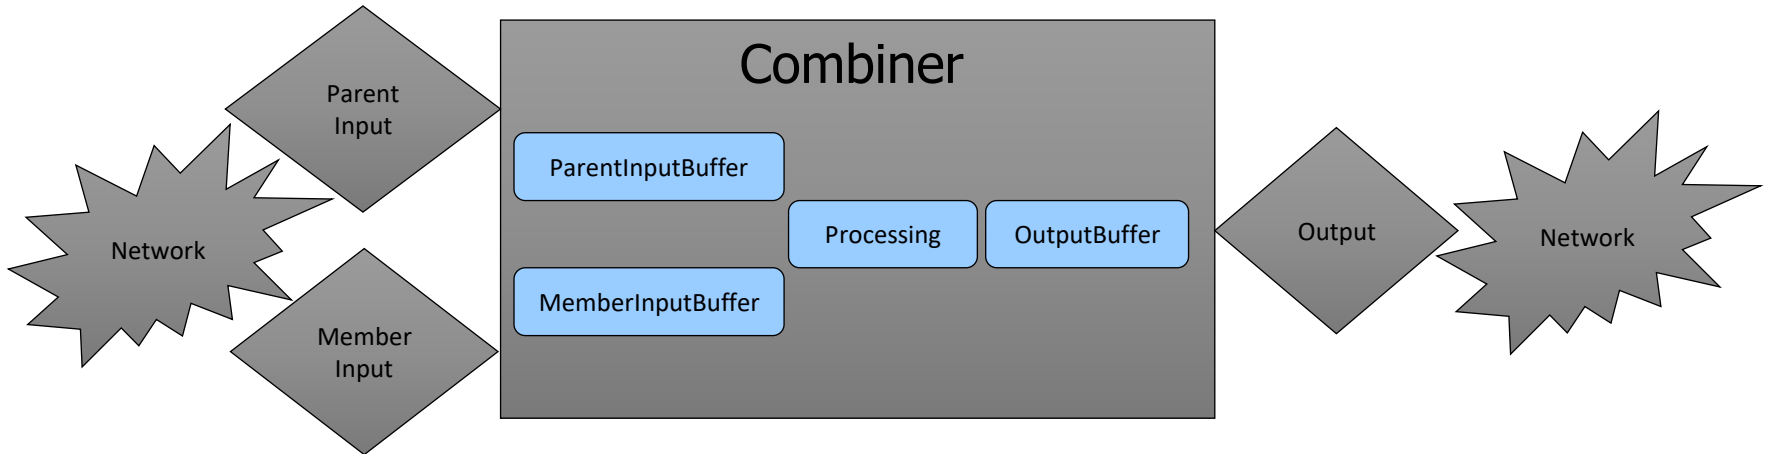 Combiner
Parent
Input
ParentInputBuffer
Network
Processing
OutputBuffer
Output
Network
MemberInputBuffer
Member
Input